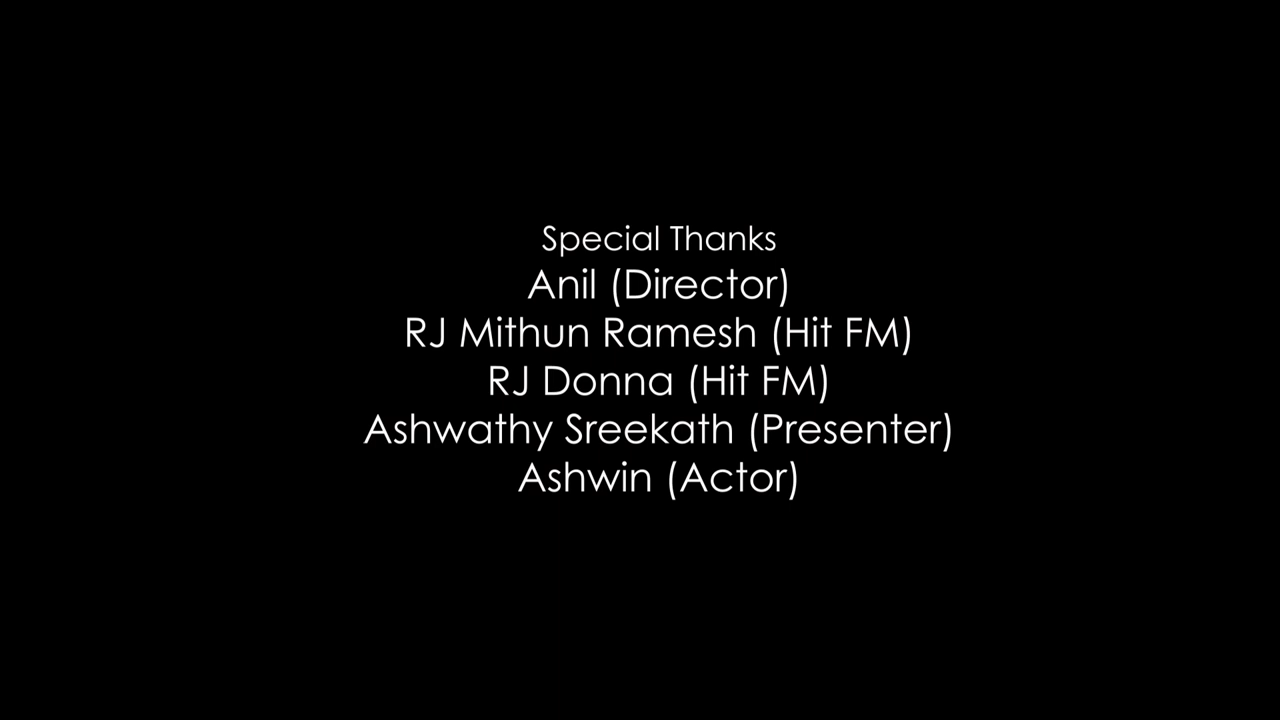 Special Thanks
Anil (Director)
RJ Mithun Ramesh (Hit FM)
RJ Donna (Hit FM)
Ashwathy Sreekath (Presenter)
Ashwin (Actor)